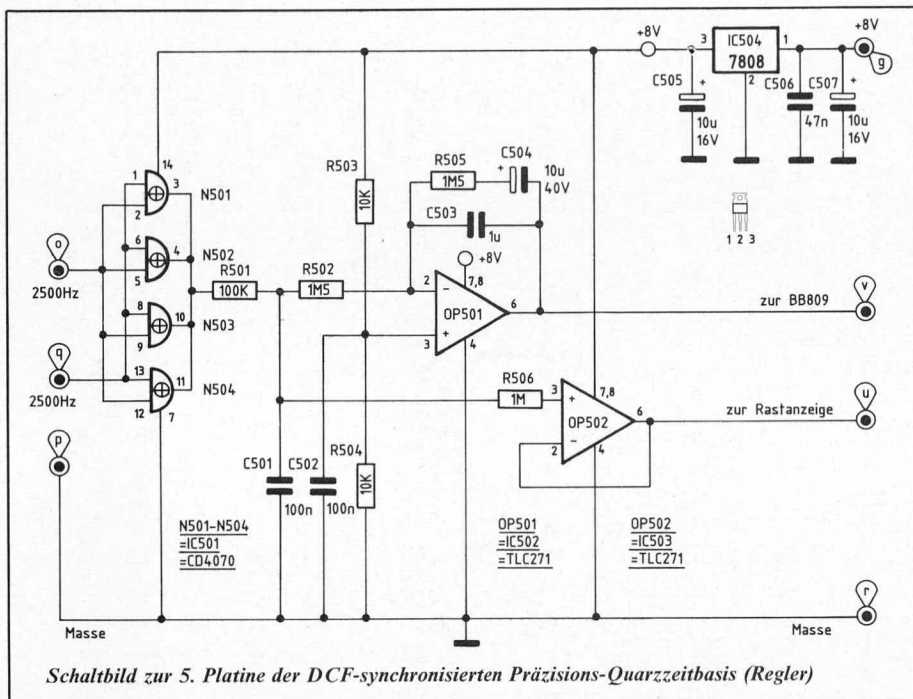 +8V
3
IC504
7808
1
+8V
g
2
C505
+
10u
16V
C506
47n
C507
+
10u
16V
1 2 3
14
1
3
N501
2
R503
10K
R505
1M5
C504
+
10u
40V
C503
1u
+8V
o
2500Hz
6
4
N502
5
R501
100K
R502
1M5
2
−
7,8
OP501
6
+
3
4
zur BB809
v
8
10
N503
9
q
2500Hz
13
11
N504
12
7
R506
1M
3
+
7,8
OP502
6
−
2
4
zur Rastanzeige
u
p
C501
100n
C502
100n
R504
10K
N501-N504
=IC501
=CD4070
OP501
=IC502
=TLC271
OP502
=IC503
=TLC271
Masse
Masse
r
Schaltbild zur 5. Platine der DCF-synchronisierten Präzisions-Quarzzeitbasis (Regler)